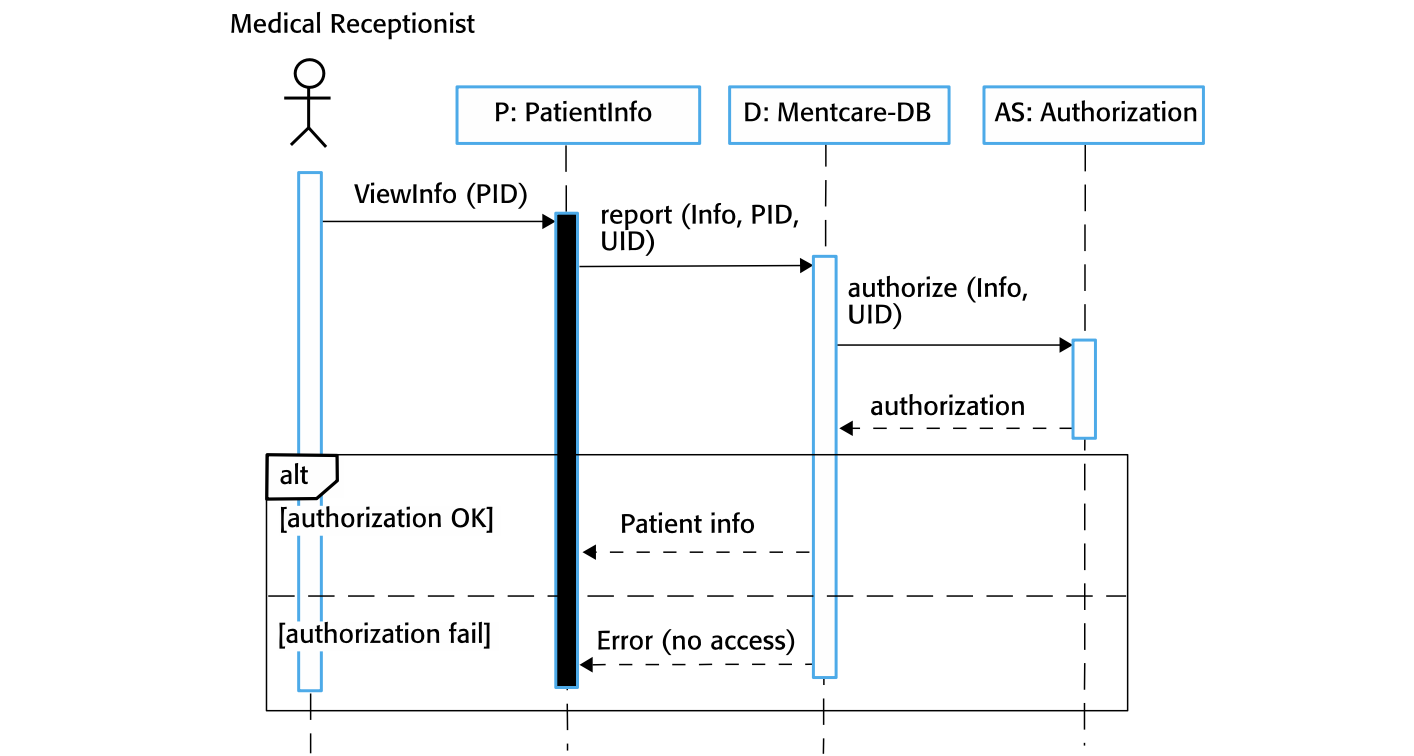 Medical Receptionist
P: PatientInfo
D: Mentcare-DB
AS: Authorization
ViewInfo (PID)
report (Info, PID,
UID)
authorize (Info,
UID)
authorization
alt
[authorization OK]
Patient info
[authorization fail]
Error (no access)